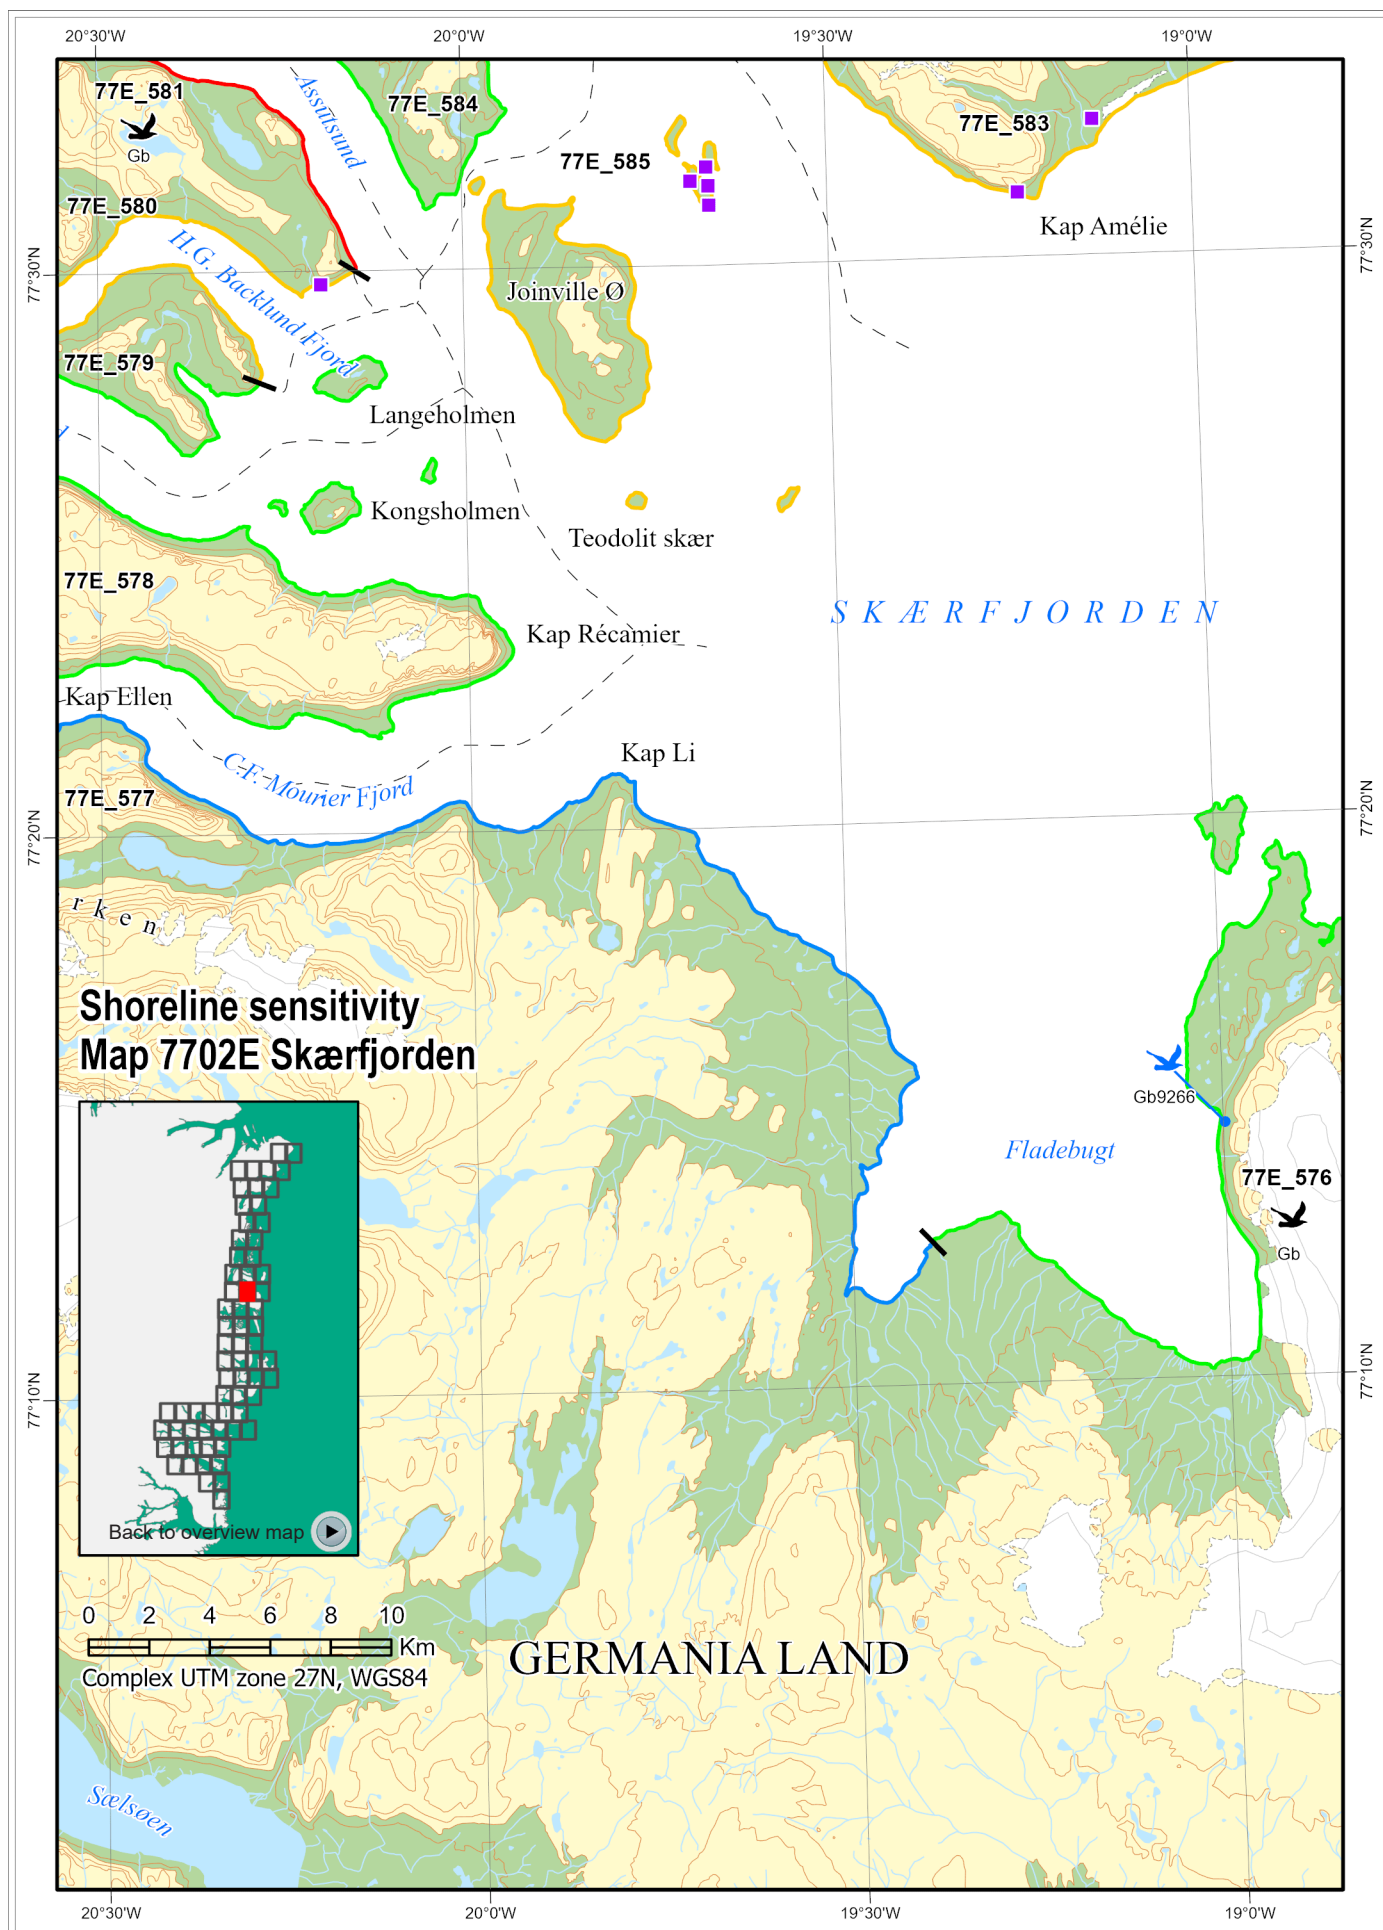 20°30'W
20°0'W
19°30'W
19°0'W
77E_581
Gb
77E_584
Assutsund
77E_585
77E_583
Kap Amélie
77E_580
H.G. Backlund Fjord
77°30'N
77°30'N
Joinville Ø
77E_579
Langeholmen
d
Kongsholmen
Teodolit skær
77E_578
SKÆRFJORDEN
Kap Récamier
Kap Ellen
Kap Li
C.F. Mourier Fjord
77E_577
77°20'N
77°20'N
rken
Shoreline sensitivity
Map 7702E Skærfjorden
Gb9266
Fladebugt
77E_576
Gb
77°10'N
77°10'N
Back to overview map
0 2 4 6 8 10
Km
Complex UTM zone 27N, WGS84
GERMANIA LAND
Sælsøen
20°30'W
20°0'W
19°30'W
19°0'W